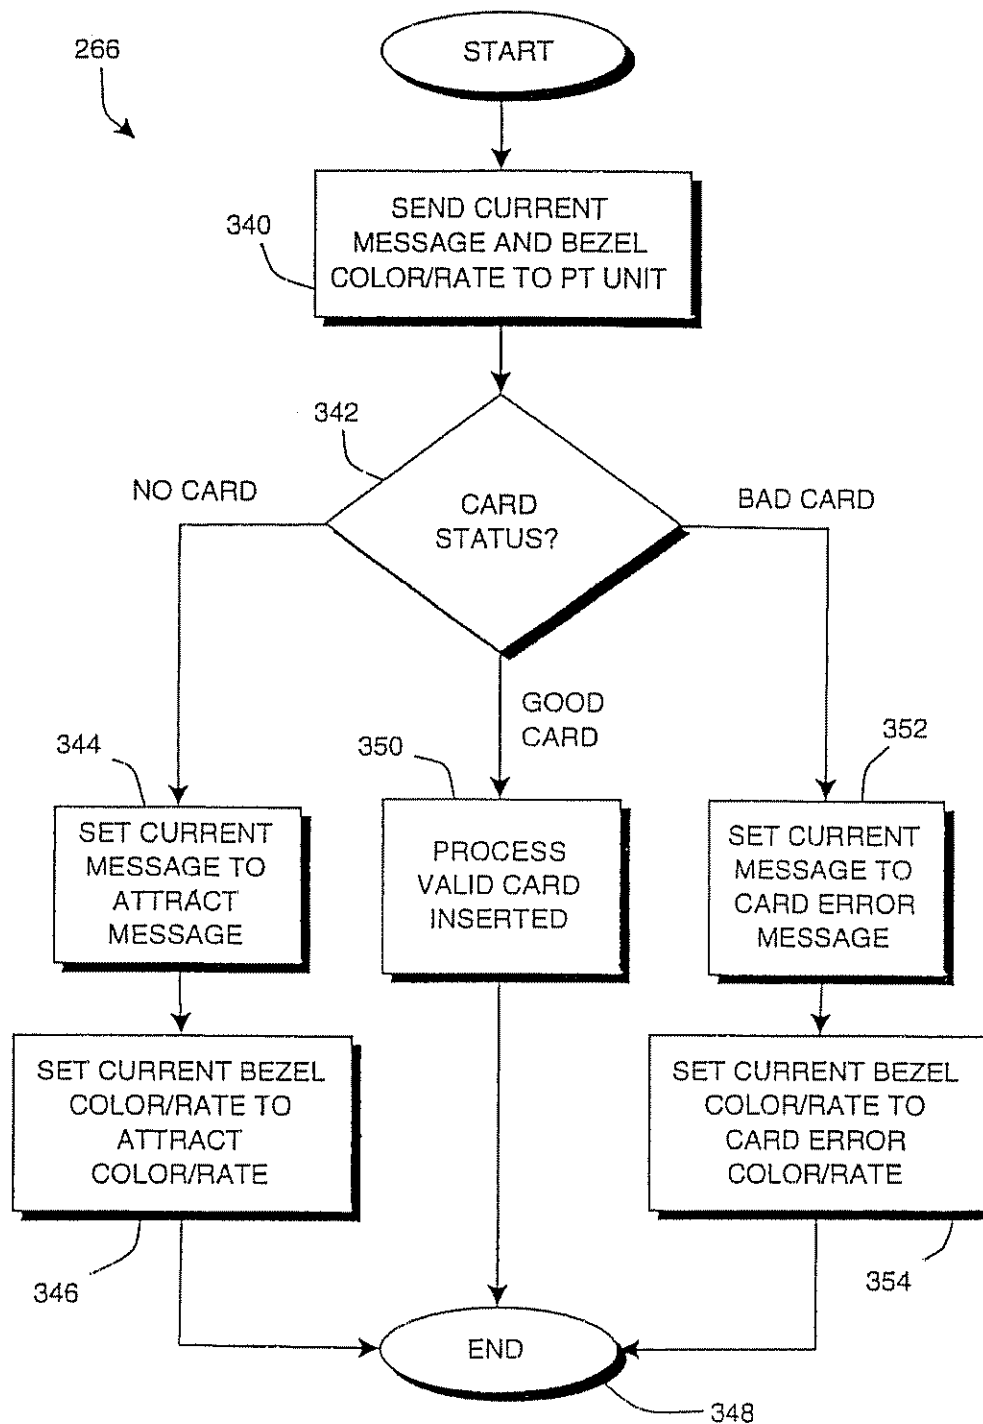 266
START
340
SEND CURRENT
MESSAGE AND BEZEL
COLOR/RATE TO PT UNIT
342
NO CARD
CARD
STATUS?
BAD CARD
GOOD
CARD
344
SET CURRENT
MESSAGE TO
ATTRACT
MESSAGE
350
PROCESS
VALID CARD
INSERTED
352
SET CURRENT
MESSAGE TO
CARD ERROR
MESSAGE
SET CURRENT BEZEL
COLOR/RATE TO
ATTRACT
COLOR/RATE
SET CURRENT BEZEL
COLOR/RATE TO
CARD ERROR
COLOR/RATE
346
354
END
348